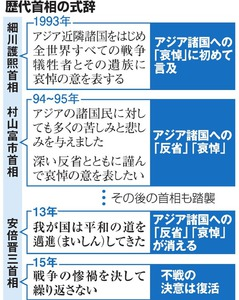 歴代首相の式辞
細川護熙首相
1993年
アジア近隣諸国をはじめ
全世界すべての戦争
犠牲者とその遺族に
哀悼の意を表する
アジア諸国への
「哀悼」に初めて
言及
村山富市首相
94~95年
アジアの諸国民に対し
ても多くの苦しみと悲し
みを与えました
深い反省とともに謹ん
で哀悼の意を表したい
アジア諸国への
「反省」「哀悼」
その後の首相も踏襲
安倍晋三首相
13年
我が国は平和の道を
邁進(まいしん)してきた
アジア諸国への
「反省」「哀悼」
が消える
15年
戦争の惨禍を決して
繰り返さない
不戦の
決意は復活